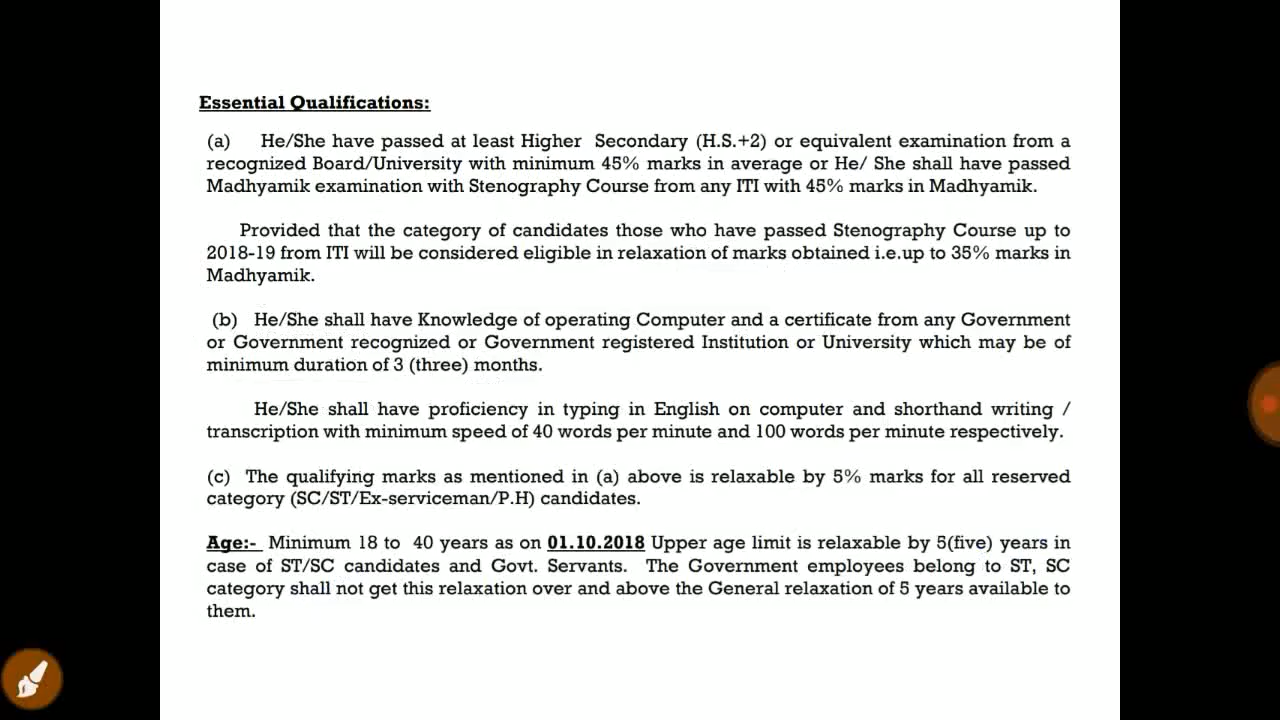 Essential Qualifications:
(a) He/She have passed at least Higher Secondary (H.S.+2) or equivalent examination from a
recognized Board/University with minimum 45% marks in average or He/ She shall have passed
Madhyamik examination with Stenography Course from any ITI with 45% marks in Madhyamik.
Provided that the category of candidates those who have passed Stenography Course up to
2018-19 from ITI will be considered eligible in relaxation of marks obtained i.e.up to 35% marks in
Madhyamik.
(b) He/She shall have Knowledge of operating Computer and a certificate from any Government
or Government recognized or Government registered Institution or University which may be of
minimum duration of 3 (three) months.
He/She shall have proficiency in typing in English on computer and shorthand writing /
transcription with minimum speed of 40 words per minute and 100 words per minute respectively.
(c) The qualifying marks as mentioned in (a) above is relaxable by 5% marks for all reserved
category (SC/ST/Ex-serviceman/P.H) candidates.
Age:- Minimum 18 to 40 years as on 01.10.2018 Upper age limit is relaxable by 5(five) years in
case of ST/SC candidates and Govt. Servants. The Government employees belong to ST, SC
category shall not get this relaxation over and above the General relaxation of 5 years available to
them.